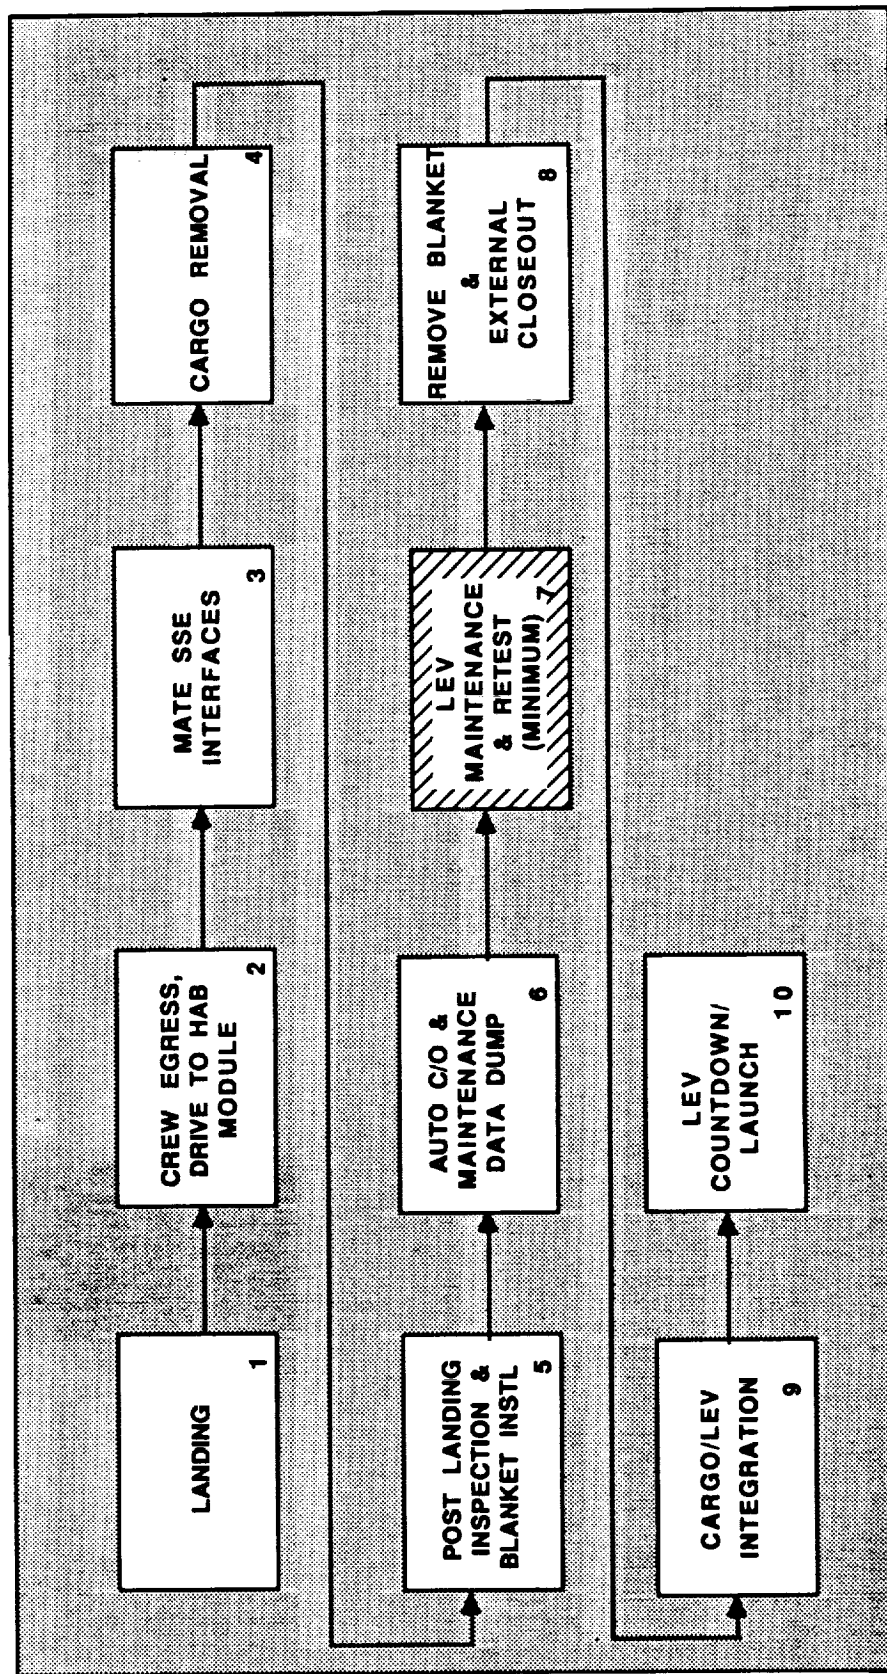 LANDING
1
CREW EGRESS,
DRIVE TO HAB
MODULE
2
MATE SSE
INTERFACES
3
CARGO REMOVAL
4
POST LANDING
INSPECTION &
BLANKET INSTL
5
AUTO C/O &
MAINTENANCE
DATA DUMP
6
LEV
MAINTENANCE
& RETEST
(MINIMUM)
7
REMOVE BLANKET
&
EXTERNAL
CLOSEOUT
8
CARGO/LEV
INTEGRATION
9
LEV
COUNTDOWN/
LAUNCH
10